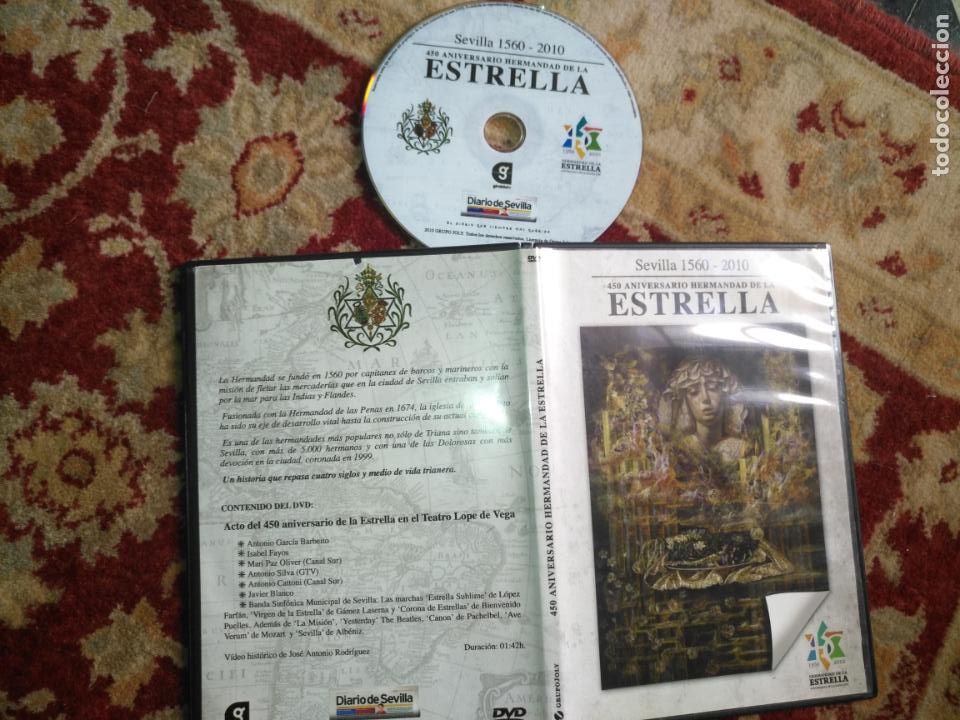 Sevilla 1560 - 2010
450 ANIVERSARIO HERMANDAD DE LA
ESTRELLA
HERMANDAD DE LA
ESTRELLA
Diario de Sevilla
todocoleccion
OCEANUS
La Hermandad se fundó en 1560 por capitanes de barcos y marineros con la
misión de fletar las mercaderías que en la ciudad de Sevilla entraban y salían
por la mar para las Indias y Flandes.
Fusionada con la Hermandad de las Penas en 1674, la iglesia de
ha sido su eje de desarrollo vital hasta la construcción de su actual
Es una de las hermandades más populares no sólo de Triana sino
Sevilla, con más de 5.000 hermanos y con una de las Dolorosas con más
devoción en la ciudad, coronada en 1999.
Un historia que repasa cuatro siglos y medio de vida trianera.
CONTENIDO DEL DVD:
Acto del 450 aniversario de la Estrella en el Teatro Lope de Vega
Antonio García Barbeito
Isabel Fayos
Mari Paz Oliver (Canal Sur)
Antonio Silva (GTV)
Antonio Cattoni (Canal Sur)
Javier Blanco
Banda Sinfónica Municipal de Sevilla: Las marchas 'Estrella Sublime' de López
Farfán, 'Virgen de la Estrella' de Gámez Laserna y 'Corona de Estrellas' de Bienvenido
Puelles. Además de 'La Misión', 'Yesterday' The Beatles, 'Canon' de Pachelbel, 'Ave
Verum' de Mozart y 'Sevilla' de Albéniz.
Vídeo histórico de José Antonio Rodríguez
Duración: 01:42h.
Diario de Sevilla
DVD
450 ANIVERSARIO HERMANDAD DE LA ESTRELLA
GRUPOJOLY
Sevilla 1560 - 2010
450 ANIVERSARIO HERMANDAD DE LA
ESTRELLA
HERMANDAD DE LA
ESTRELLA